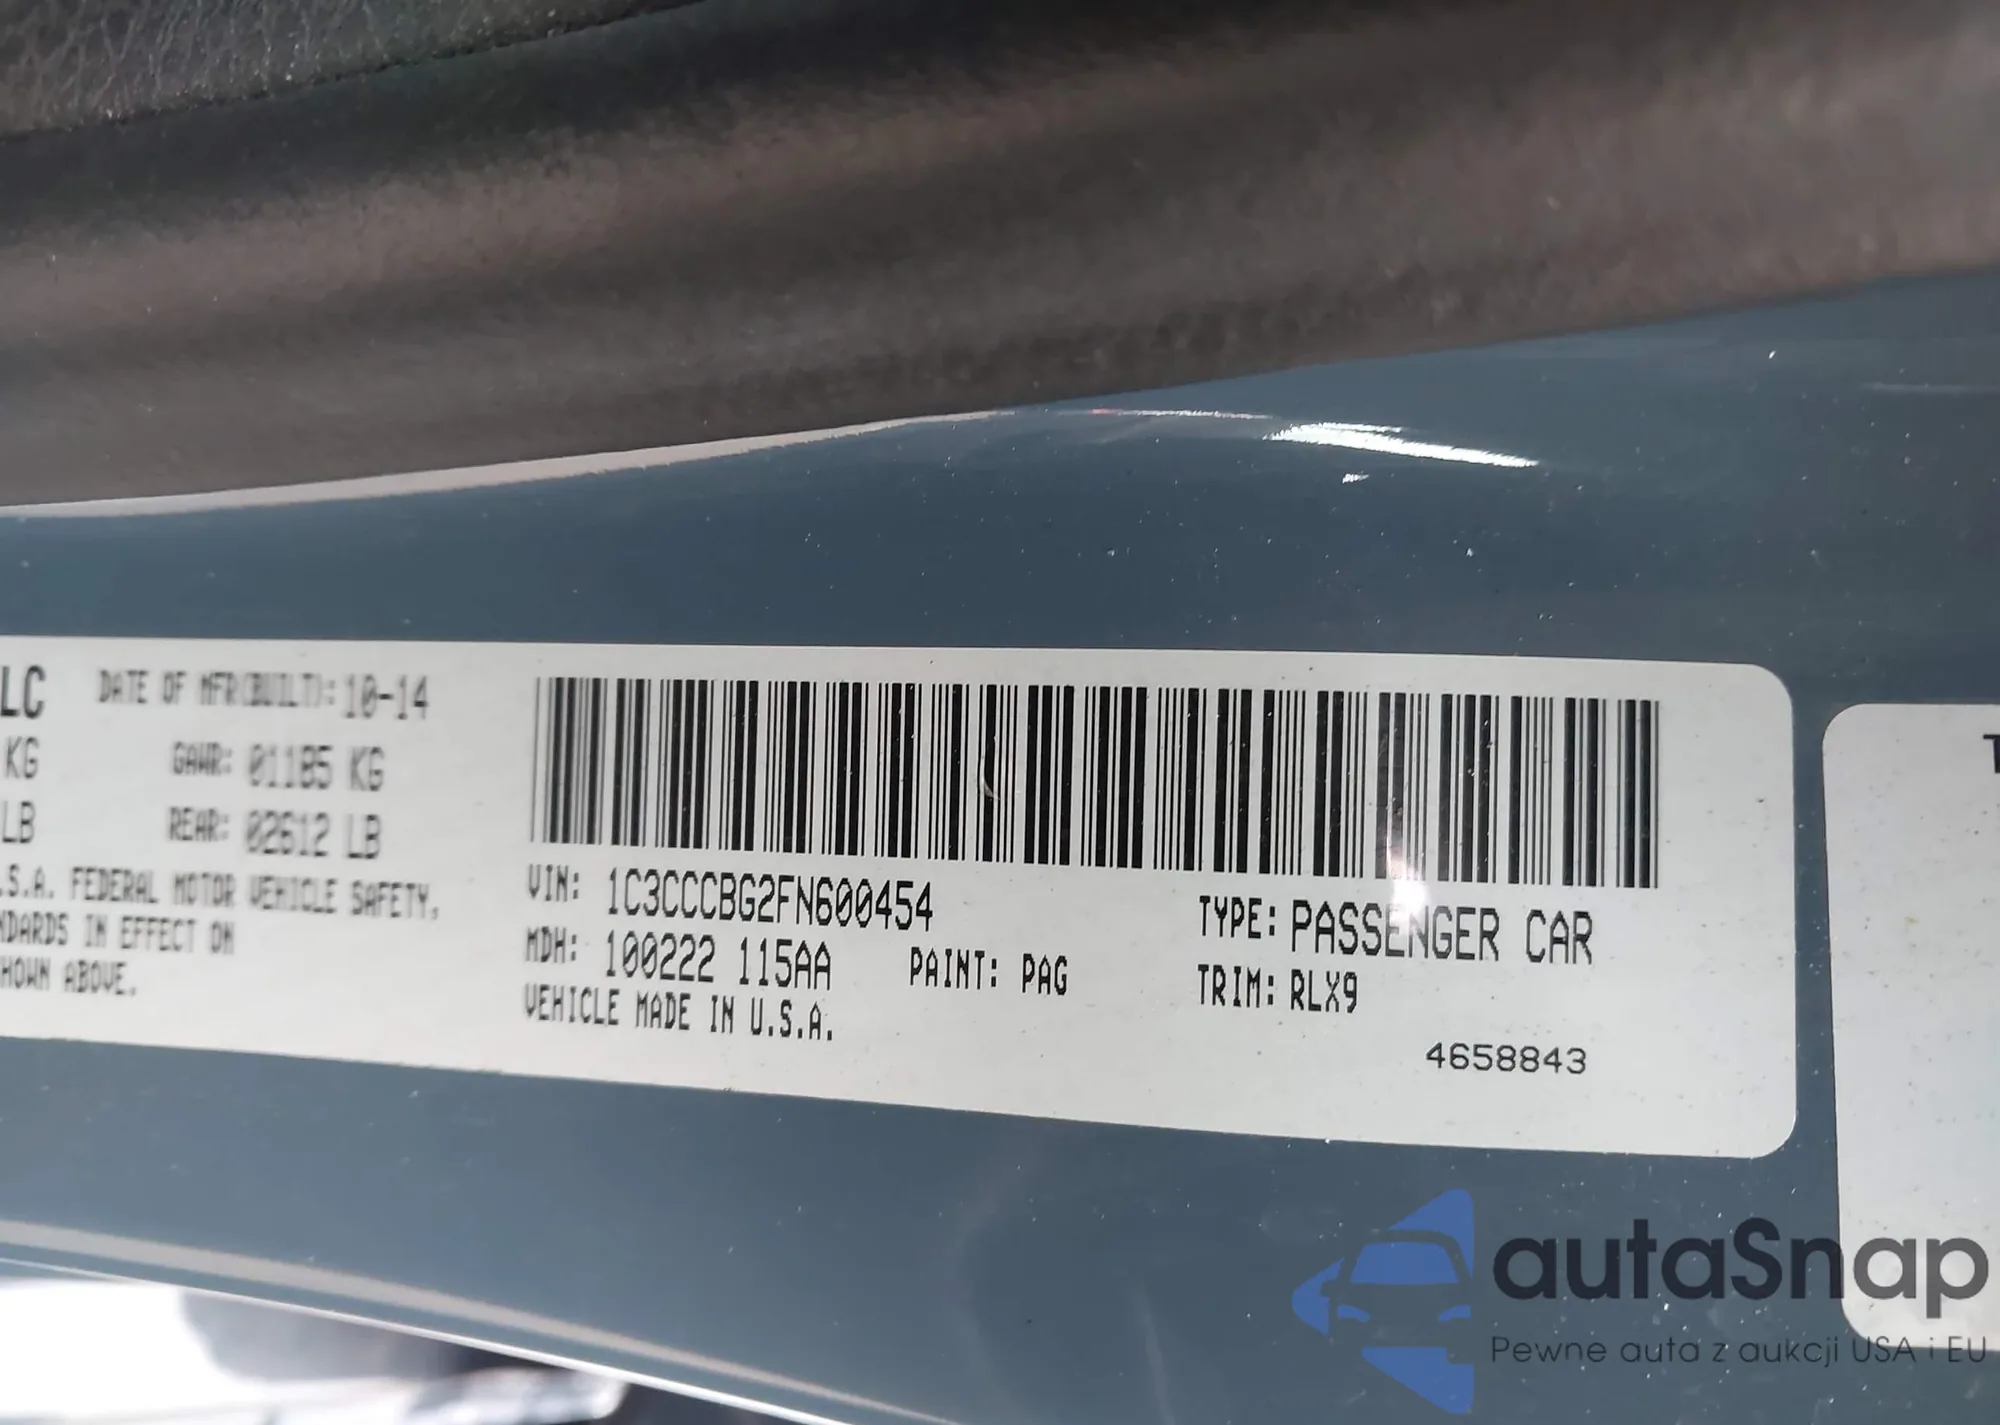 LC DATE OF MFR(BUILT): 10-14
KG GAWR: 01185 KG
LB REAR: 02612 LB
.S.A. FEDERAL MOTOR VEHICLE SAFETY,
NDARDS IN EFFECT ON
HOWN ABOVE.
VIN: 1C3CCCBG2FN600454
MDH: 100222 115AA PAINT: PAG
VEHICLE MADE IN U.S.A.
TYPE: PASSENGER CAR
TRIM: RLX9
4658843
T
autaSnap
Pewne auta z aukcji USA i EU